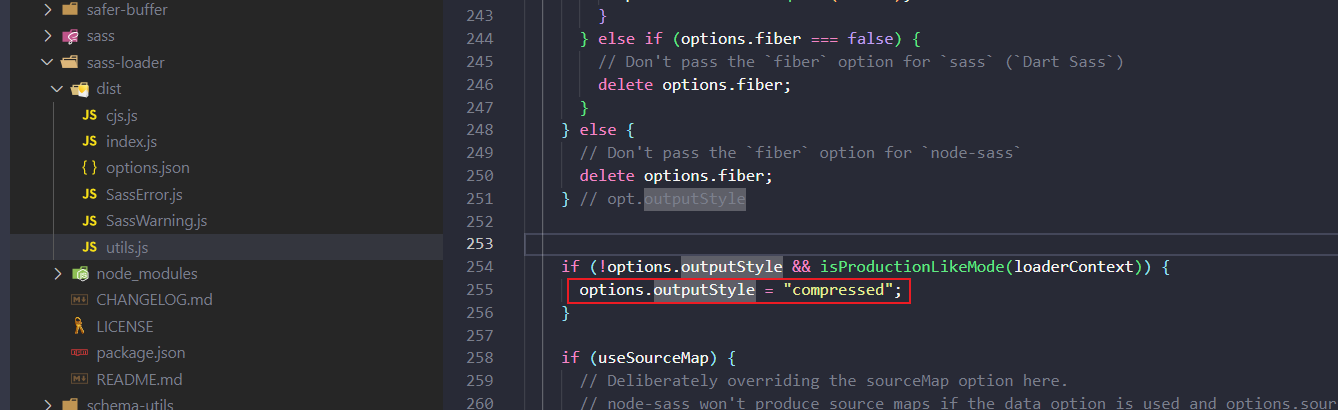 safer-buffer
sass
sass-loader
dist
JS cjs.js
JS index.js
{ } options.json
JS SassError.js
JS SassWarning.js
JS utils.js
node_modules
CHANGELOG.md
LICENSE
package.json
README.md
schema-utils
243 }
244 } else if (options.fiber === false) {
245 // Don't pass the `fiber` option for `sass` (`Dart Sass`)
246 delete options.fiber;
247 }
248 } else {
249 // Don't pass the `fiber` option for `node-sass`
250 delete options.fiber;
251 } // opt.outputStyle
252
253
254 if (!options.outputStyle && isProductionLikeMode(loaderContext)) {
255 options.outputStyle = "compressed";
256 }
257
258 if (useSourceMap) {
259 // Deliberately overriding the sourceMap option here.
260 // node-sass won't produce source maps if the data option is used and options.sour